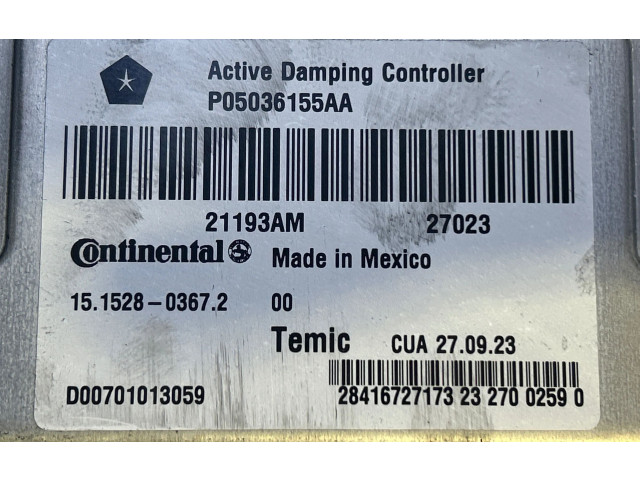 Active Damping Controller
P05036155AA
21193AM 27023
Continental Made in Mexico
15.1528-0367.2 00
Temic CUA 27.09.23
D00701013059 28416727173 23 270 0259 0